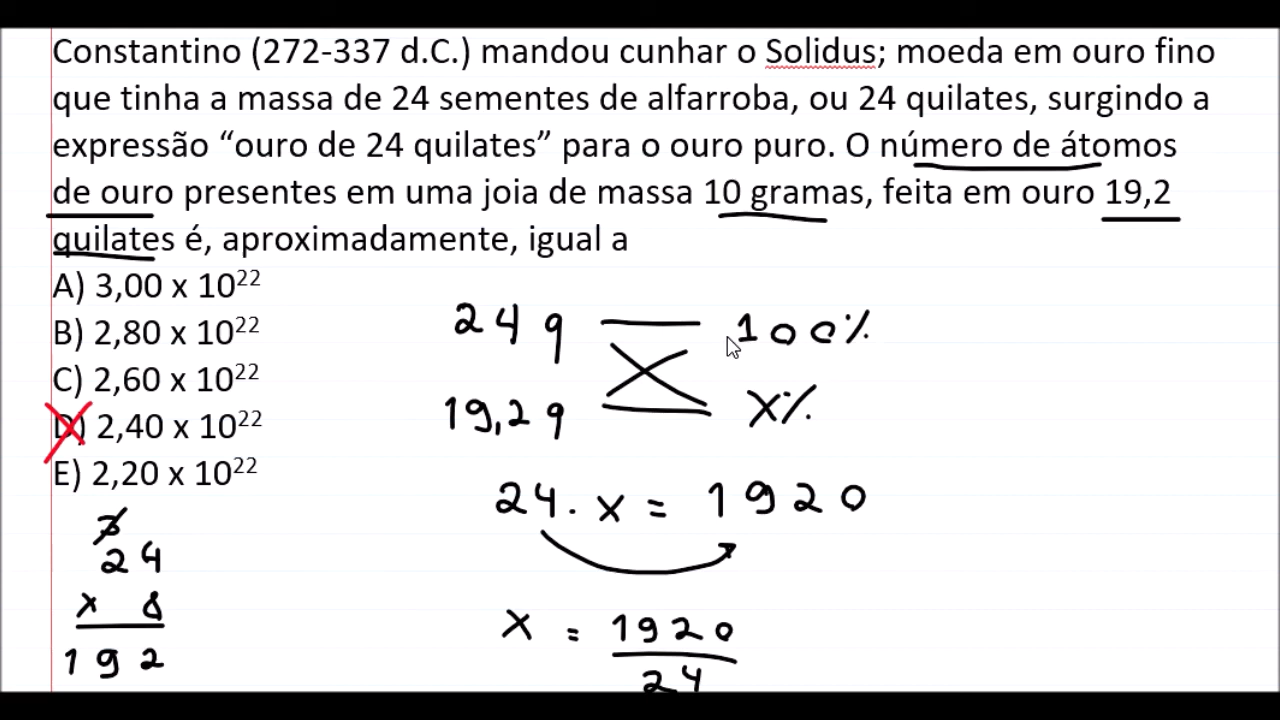 Constantino (272-337 d.C.) mandou cunhar o Solidus; moeda em ouro fino
que tinha a massa de 24 sementes de alfarroba, ou 24 quilates, surgindo a
expressão “ouro de 24 quilates” para o ouro puro. O número de átomos
de ouro presentes em uma joia de massa 10 gramas, feita em ouro 19,2
quilates é, aproximadamente, igual a
A) 3,00 x 10²²
B) 2,80 x 10²²
C) 2,60 x 10²²
D) 2,40 x 10²²
E) 2,20 x 10²²
24 q 100%
19,2 q x%
24 . x = 1920
x = 1920
24
3
24
x 8
192